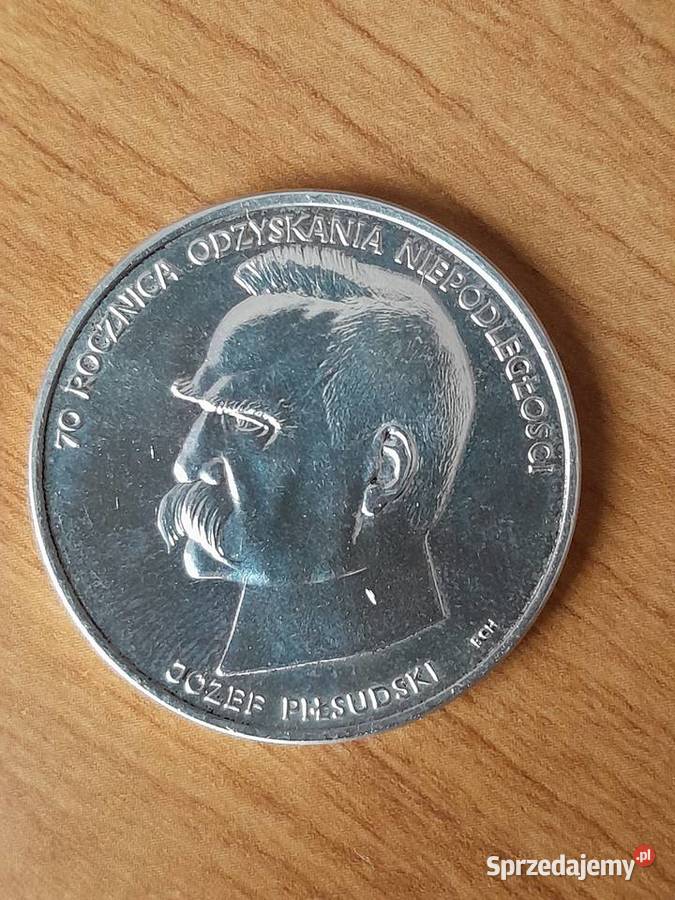 70 ROCZNICA ODZYSKANIA NIEPODLEGŁOŚCI
JÓZEF PIŁSUDSKI
ECH
Sprzedajemy.pl